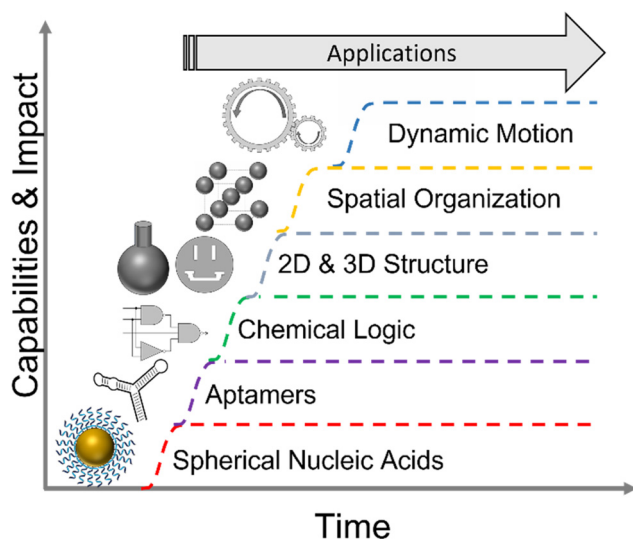 Applications
Dynamic Motion
Spatial Organization
2D & 3D Structure
Chemical Logic
Aptamers
Spherical Nucleic Acids
Capabilities & Impact
Time